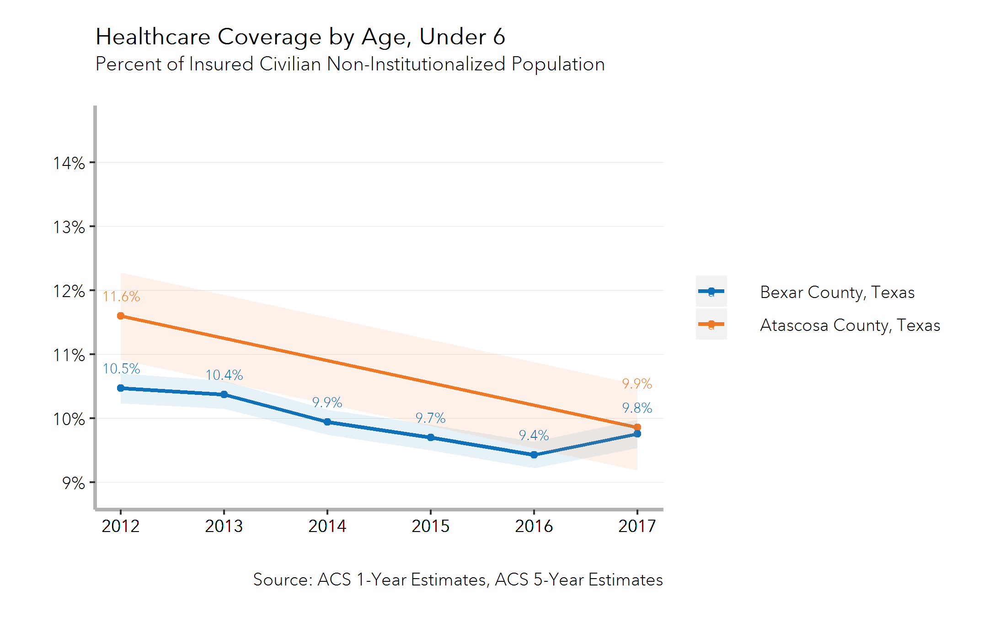 Healthcare Coverage by Age, Under 6
Percent of Insured Civilian Non-Institutionalized Population
14%
13%
12%
11%
10%
9%
11.6%
9.9%
10.5%
10.4%
9.9%
9.7%
9.4%
9.8%
2012 2013 2014 2015 2016 2017
a Bexar County, Texas
a Atascosa County, Texas
Source: ACS 1-Year Estimates, ACS 5-Year Estimates